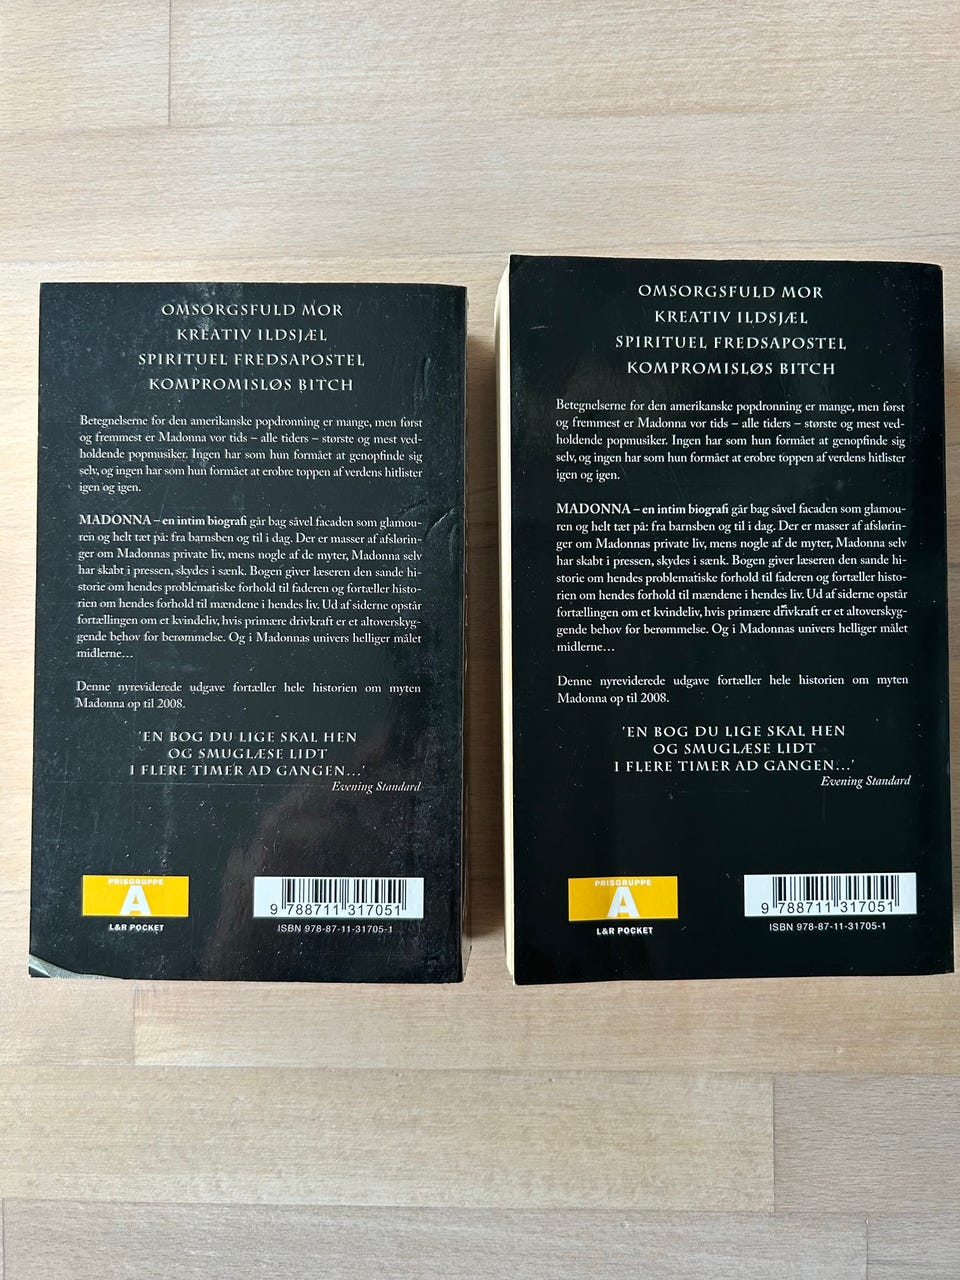 OMSORGSFULD MOR
KREATIV ILDSJÆL
SPIRITUEL FREDSAPOSTEL
KOMPROMISLØS BITCH
Betegnelserne for den amerikanske popdronning er mange, men først
og fremmest er Madonna vor tids – alle tiders – største og mest ved-
holdende popmusiker. Ingen har som hun formået at genopfinde sig
selv, og ingen har som hun formået at erobre toppen af verdens hitlister
igen og igen.
MADONNA – en intim biografi går bag såvel facaden som glamou-
ren og helt tæt på: fra barnsben og til i dag. Der er masser af afslørin-
ger om Madonnas private liv, mens nogle af de myter, Madonna selv
har skabt i pressen, skydes i sænk. Bogen giver læseren den sande hi-
storie om hendes problematiske forhold til faderen og fortæller histo-
rien om hendes forhold til mændene i hendes liv. Ud af siderne opstår
fortællingen om et kvindeliv, hvis primære drivkraft er et altoverskyg-
gende behov for berømmelse. Og i Madonnas univers helliger målet
midlerne…
Denne nyreviderede udgave fortæller hele historien om myten
Madonna op til 2008.
'EN BOG DU LIGE SKAL HEN
OG SMUGLÆSE LIDT
I FLERE TIMER AD GANGEN…'
Evening Standard
PRISGRUPPE
A
L&R POCKET
9 788711 317051
ISBN 978-87-11-31705-1
OMSORGSFULD MOR
KREATIV ILDSJÆL
SPIRITUEL FREDSAPOSTEL
KOMPROMISLØS BITCH
Betegnelserne for den amerikanske popdronning er mange, men først
og fremmest er Madonna vor tids – alle tiders – største og mest ved-
holdende popmusiker. Ingen har som hun formået at genopfinde sig
selv, og ingen har som hun formået at erobre toppen af verdens hitlister
igen og igen.
MADONNA – en intim biografi går bag såvel facaden som glamou-
ren og helt tæt på: fra barnsben og til i dag. Der er masser af afslørin-
ger om Madonnas private liv, mens nogle af de myter, Madonna selv
har skabt i pressen, skydes i sænk. Bogen giver læseren den sande hi-
storie om hendes problematiske forhold til faderen og fortæller histo-
rien om hendes forhold til mændene i hendes liv. Ud af siderne opstår
fortællingen om et kvindeliv, hvis primære drivkraft er et altoverskyg-
gende behov for berømmelse. Og i Madonnas univers helliger målet
midlerne…
Denne nyreviderede udgave fortæller hele historien om myten
Madonna op til 2008.
'EN BOG DU LIGE SKAL HEN
OG SMUGLÆSE LIDT
I FLERE TIMER AD GANGEN…'
Evening Standard
PRISGRUPPE
A
L&R POCKET
9 788711 317051
ISBN 978-87-11-31705-1